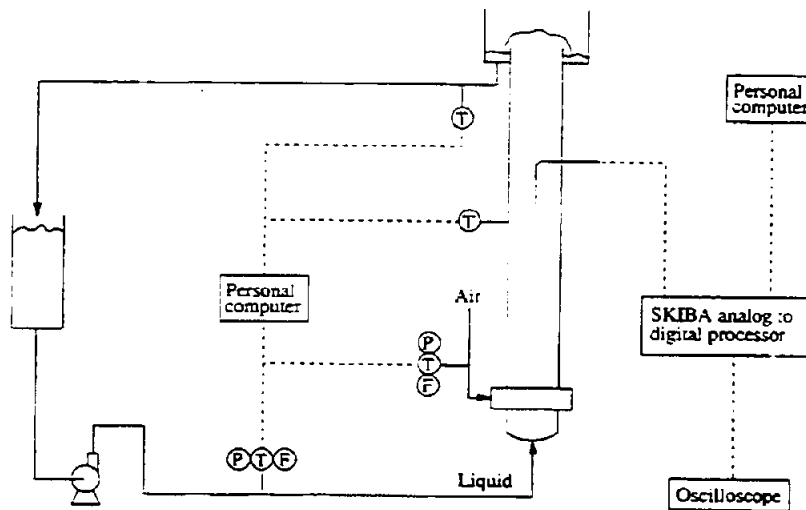 Personal
computer
T
T
Personal
computer
Air
SKIBA analog to
digital processor
P
T
F
P T F
Liquid
Oscilloscope